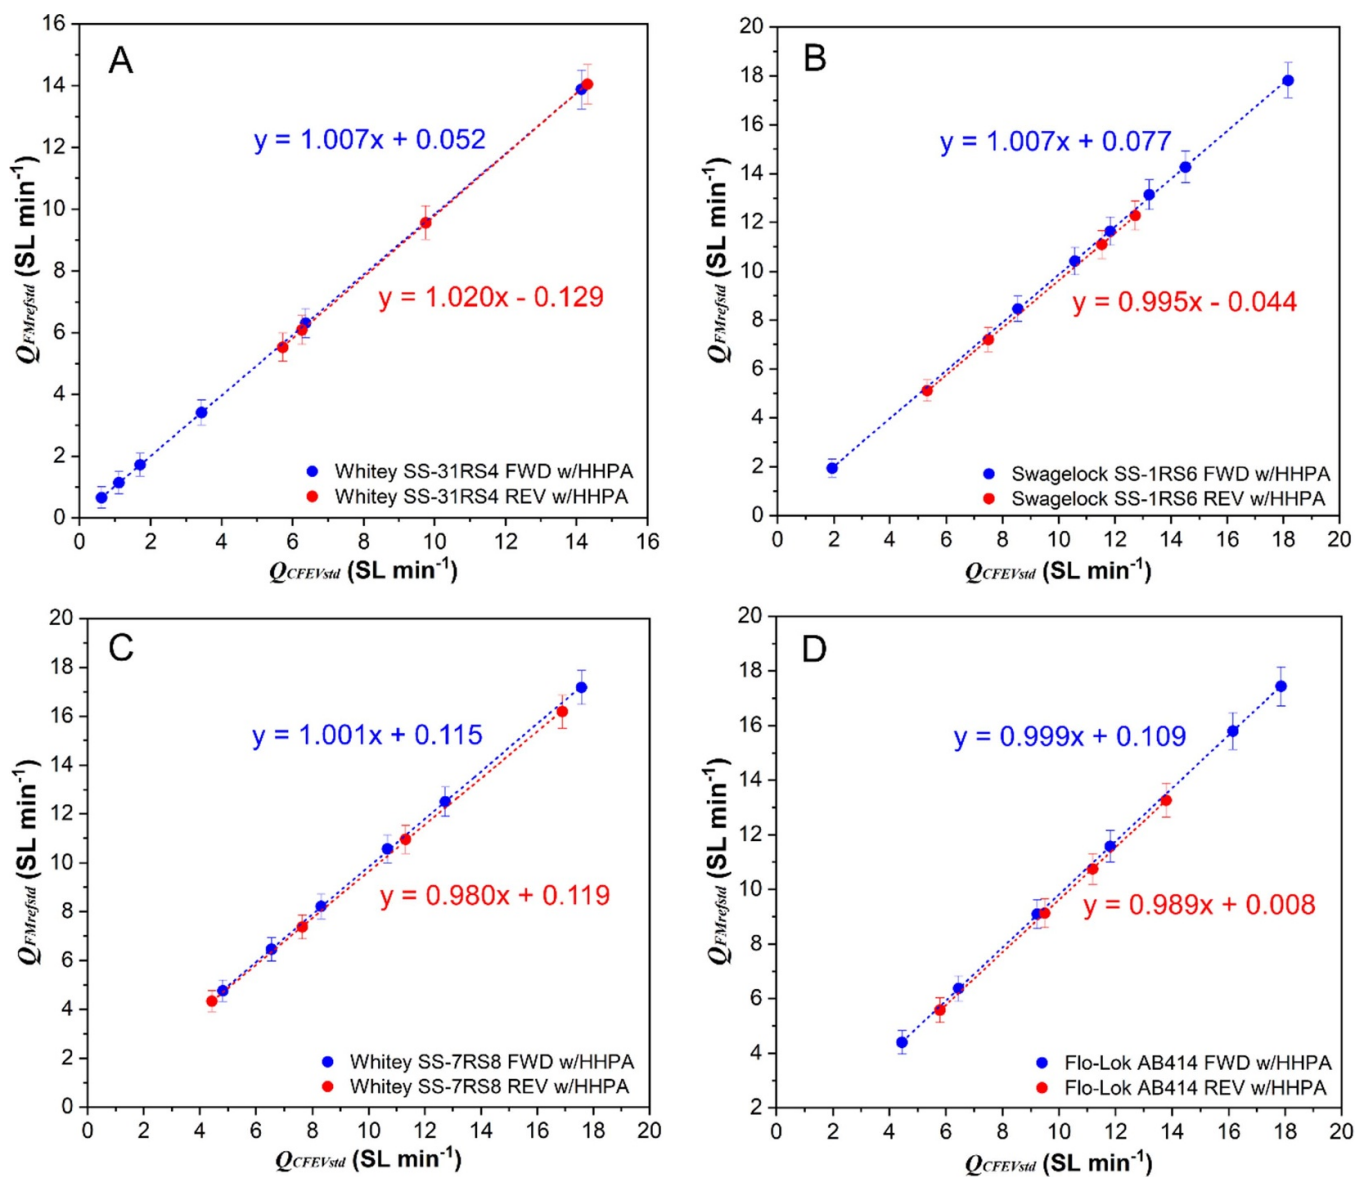 A
16
14
12
10
8
6
4
2
0
Q_FMrefstd (SL min⁻¹)
y = 1.007x + 0.052
y = 1.020x - 0.129
Whitey SS-31RS4 FWD w/HHPA
Whitey SS-31RS4 REV w/HHPA
0 2 4 6 8 10 12 14 16
Q_CFEVstd (SL min⁻¹)
B
20
18
16
14
12
10
8
6
4
2
0
Q_FMrefstd (SL min⁻¹)
y = 1.007x + 0.077
y = 0.995x - 0.044
Swagelock SS-1RS6 FWD w/HHPA
Swagelock SS-1RS6 REV w/HHPA
0 2 4 6 8 10 12 14 16 18 20
Q_CFEVstd (SL min⁻¹)
C
20
18
16
14
12
10
8
6
4
2
0
Q_FMrefstd (SL min⁻¹)
y = 1.001x + 0.115
y = 0.980x + 0.119
Whitey SS-7RS8 FWD w/HHPA
Whitey SS-7RS8 REV w/HHPA
0 2 4 6 8 10 12 14 16 18 20
Q_CFEVstd (SL min⁻¹)
D
20
18
16
14
12
10
8
6
4
2
Q_FMrefstd (SL min⁻¹)
y = 0.999x + 0.109
y = 0.989x + 0.008
Flo-Lok AB414 FWD w/HHPA
Flo-Lok AB414 REV w/HHPA
0 2 4 6 8 10 12 14 16 18 20
Q_CFEVstd (SL min⁻¹)